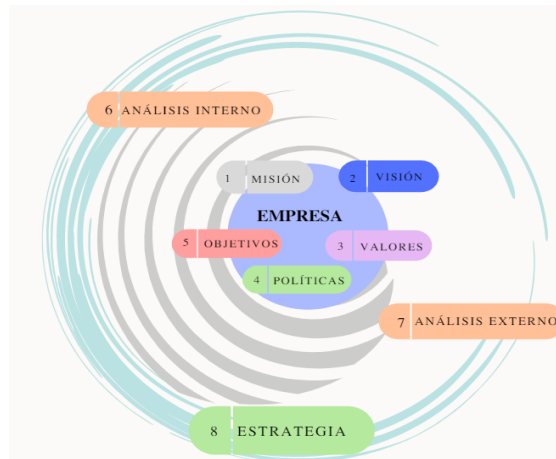 6 ANÁLISIS INTERNO
1 MISIÓN
2 VISIÓN
EMPRESA
5 OBJETIVOS
3 VALORES
4 POLÍTICAS
7 ANÁLISIS EXTERNO
8 ESTRATEGIA